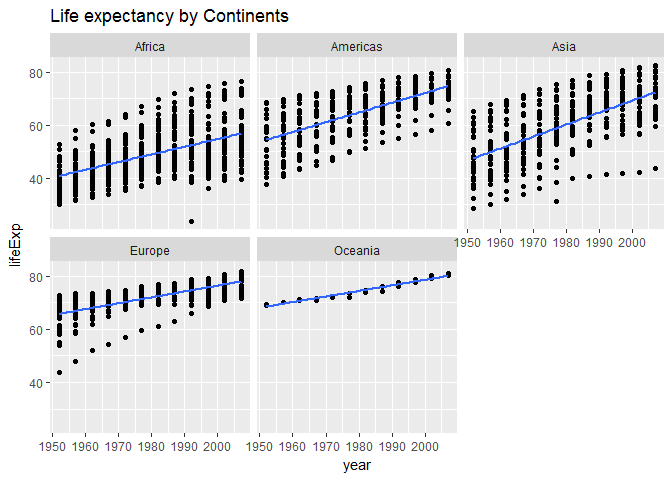 Life expectancy by Continents
Africa Americas Asia
80
60
40
1950 1960 1970 1980 1990 2000
Europe Oceania
80
60
40
1950 1960 1970 1980 1990 2000 1950 1960 1970 1980 1990 2000
lifeExp
year